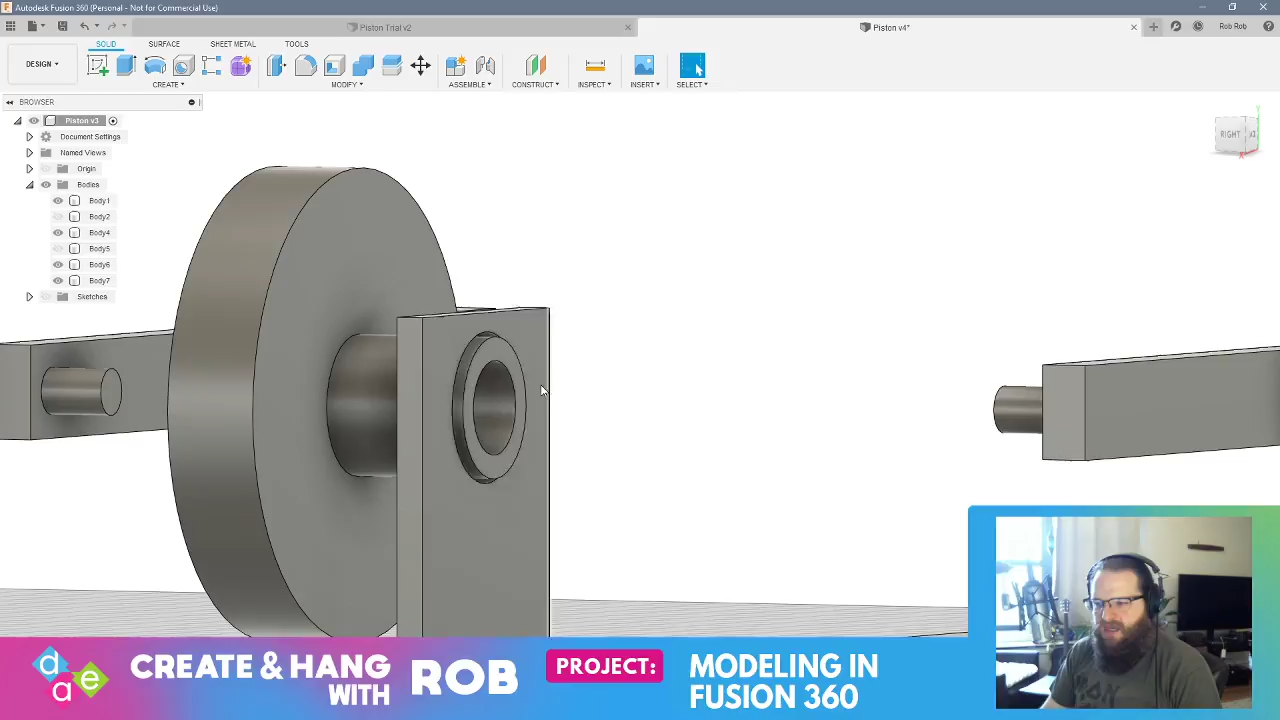 Autodesk Fusion 360 (Personal - Not for Commercial Use)
Piston Trial v2
Piston v4*
Rob Rob
SOLID
SURFACE
SHEET METAL
TOOLS
DESIGN
CREATE
MODIFY
ASSEMBLE
CONSTRUCT
INSPECT
INSERT
SELECT
BROWSER
Piston v3
Document Settings
Named Views
Origin
Bodies
Body1
Body2
Body4
Body5
Body6
Body7
Sketches
RIGHT
Y
X
d
a
e
CREATE & HANG
WITH
ROB
PROJECT:
MODELING IN
FUSION 360